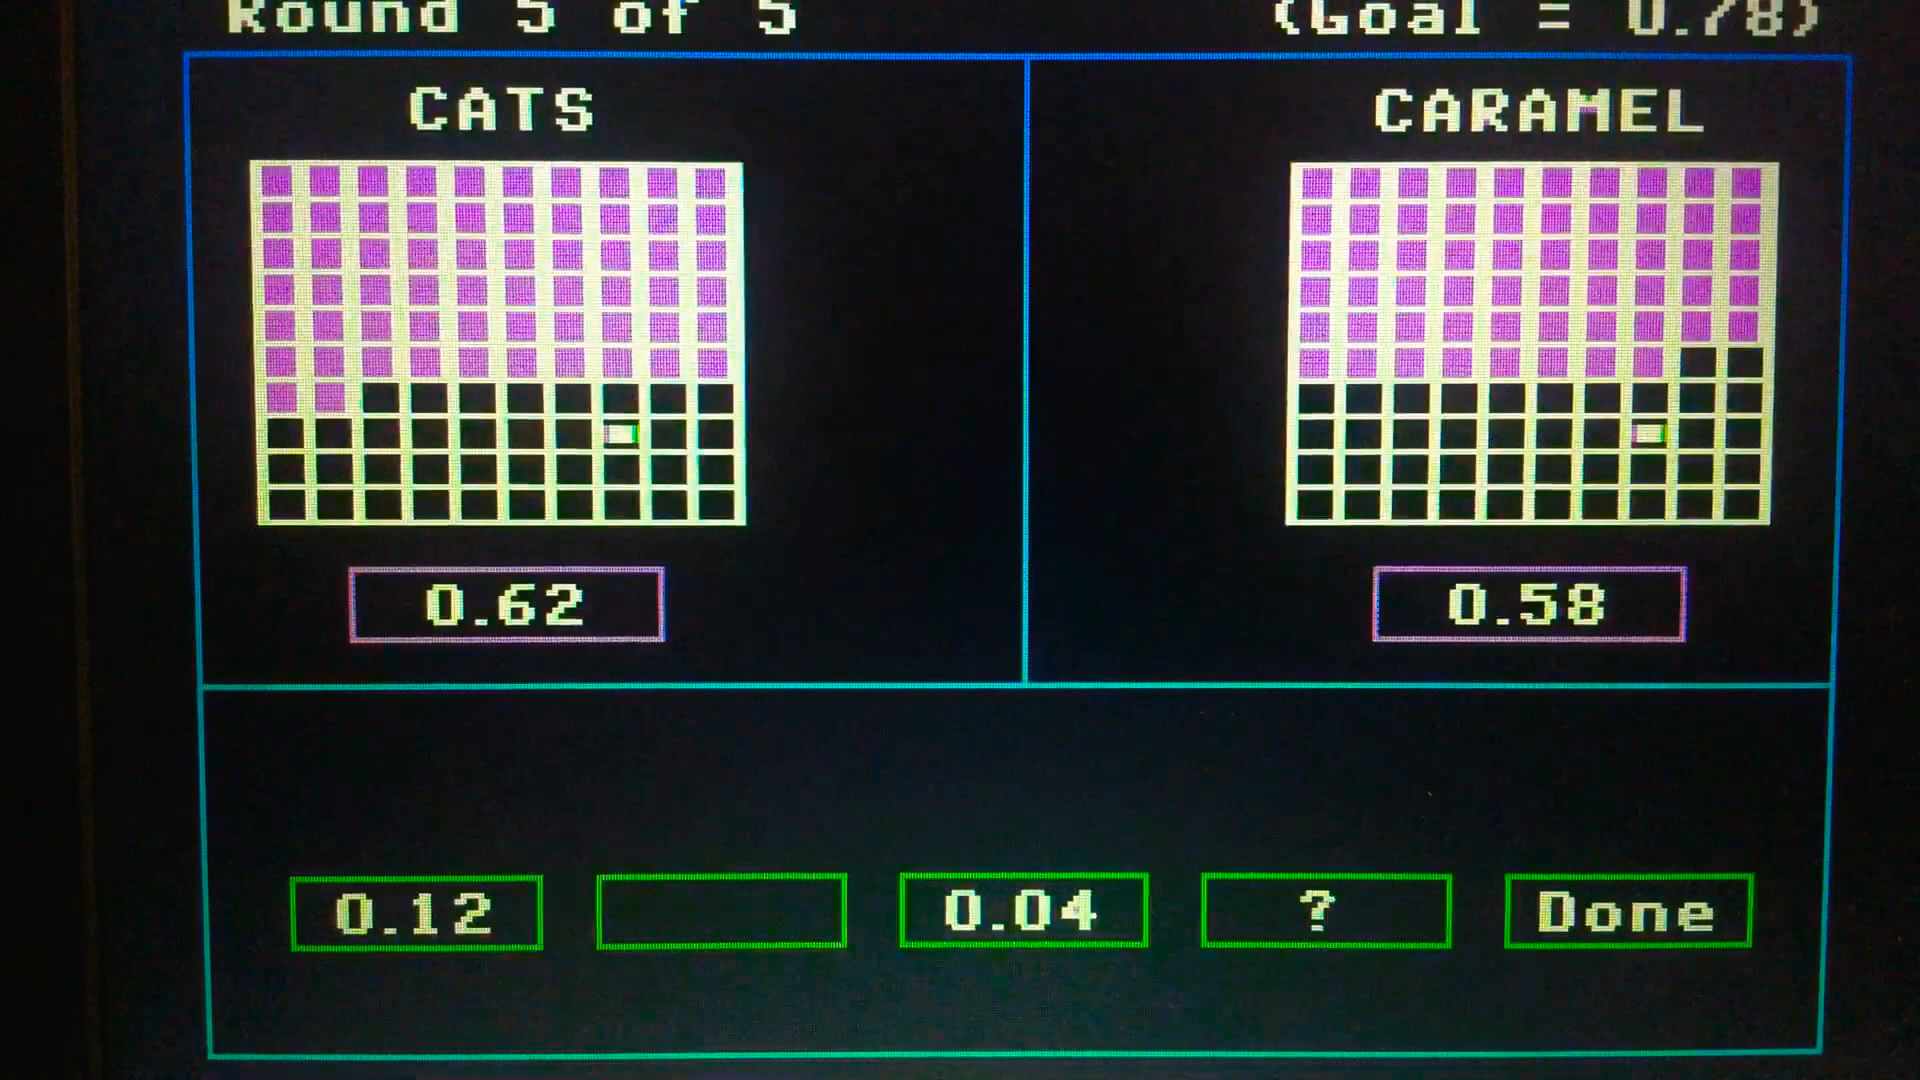 Round 5 of 5 (Goal = 0.78)
CATS CARAMEL
0.62 0.58
0.12 0.04 ? Done